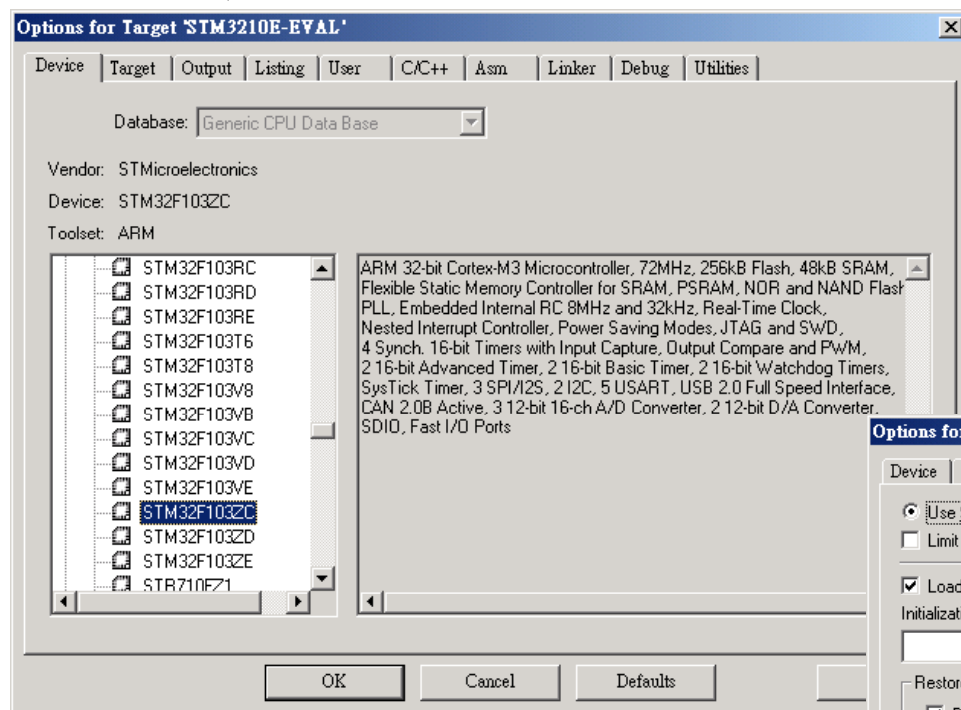 Options for Target 'STM3210E-EVAL'
Device Target Output Listing User C/C++ Asm Linker Debug Utilities
Database: Generic CPU Data Base
Vendor: STMicroelectronics
Device: STM32F103ZC
Toolset: ARM
STM32F103RC
STM32F103RD
STM32F103RE
STM32F103T6
STM32F103T8
STM32F103V8
STM32F103VB
STM32F103VC
STM32F103VD
STM32F103VE
STM32F103ZC
STM32F103ZD
STM32F103ZE
STR710FZ1
ARM 32-bit Cortex-M3 Microcontroller, 72MHz, 256kB Flash, 48kB SRAM,
Flexible Static Memory Controller for SRAM, PSRAM, NOR and NAND Flash
PLL, Embedded Internal RC 8MHz and 32kHz, Real-Time Clock,
Nested Interrupt Controller, Power Saving Modes, JTAG and SWD,
4 Synch. 16-bit Timers with Input Capture, Output Compare and PWM,
2 16-bit Advanced Timer, 2 16-bit Basic Timer, 2 16-bit Watchdog Timers,
SysTick Timer, 3 SPI/I2S, 2 I2C, 5 USART, USB 2.0 Full Speed Interface,
CAN 2.0B Active, 3 12-bit 16-ch A/D Converter, 2 12-bit D/A Converter,
SDIO, Fast I/O Ports
OK Cancel Defaults
Options for
Device
Use
Limit
Load
Initializat
Restor